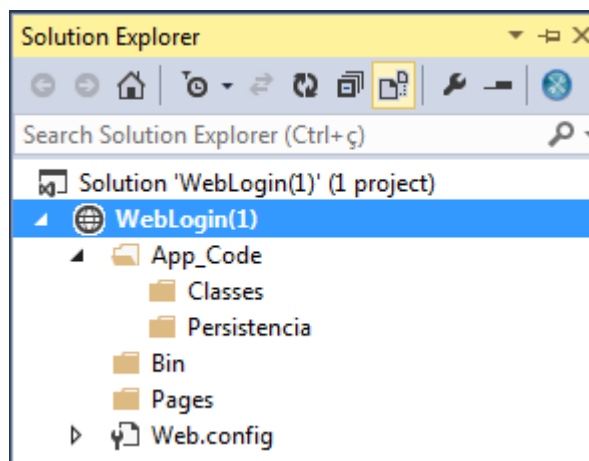 Solution Explorer
Search Solution Explorer (Ctrl+ç)
Solution 'WebLogin(1)' (1 project)
WebLogin(1)
App_Code
Classes
Persistencia
Bin
Pages
Web.config